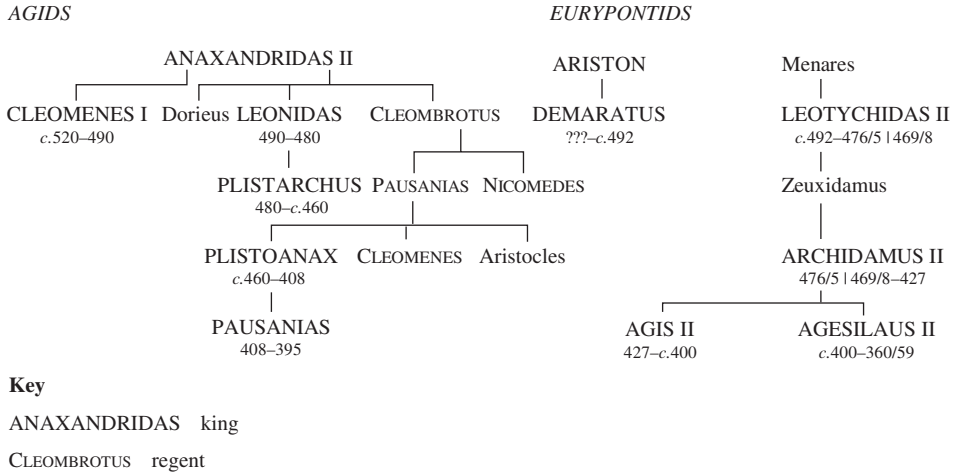 AGIDS EURYPONTIDS
ANAXANDRIDAS II ARISTON Menares
CLEOMENES I Dorieus LEONIDAS CLEOMBROTUS DEMARATUS LEOTYCHIDAS II
c.520–490 490–480 ???–c.492 c.492–476/5 | 469/8
PLISTARCHUS PAUSANIAS NICOMEDES Zeuxidamus
480–c.460
PLISTOANAX CLEOMENES Aristocles ARCHIDAMUS II
c.460–408 476/5 | 469/8–427
PAUSANIAS AGIS II AGESILAUS II
408–395 427–c.400 c.400–360/59
Key
ANAXANDRIDAS king
CLEOMBROTUS regent